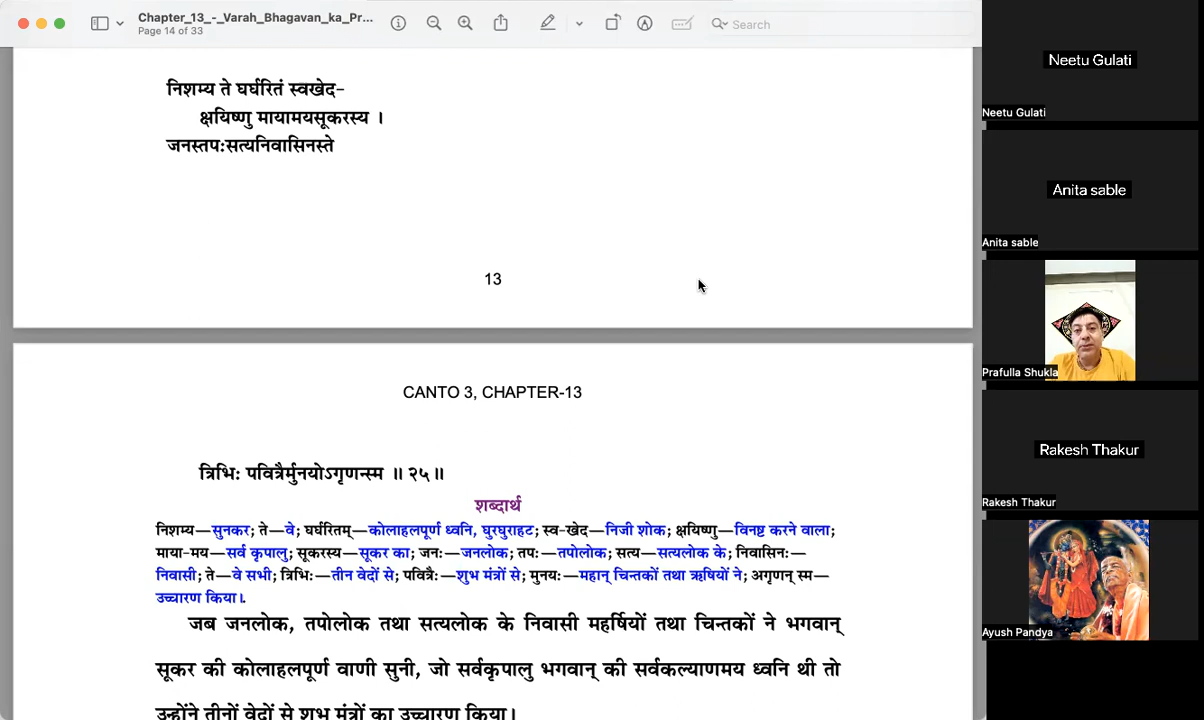 Chapter_13_-_Varah_Bhagavan_ka_Pr...
Page 14 of 33
Search
निशम्य ते घर्घरितं स्वखेद-
क्षयिष्णु मायामयसूकरस्य ।
जनस्तपःसत्यनिवासिनस्ते
13
CANTO 3, CHAPTER-13
त्रिभिः पवित्रैर्मुनयोऽगृणन्स्म ॥ २५॥
शब्दार्थ
निशम्य—सुनकर; ते—वे; घर्घरितम्—कोलाहलपूर्ण ध्वनि, घुरघुराहट; स्व-खेद—निजी शोक; क्षयिष्णु—विनष्ट करने वाला;
माया-मय—सर्व कृपालु; सूकरस्य—सूकर का; जनः—जनलोक; तपः—तपोलोक; सत्य—सत्यलोक के; निवासिनः—
निवासी; ते—वे सभी; त्रिभिः—तीन वेदों से; पवित्रैः—शुभ मंत्रों से; मुनयः—महान् चिन्तकों तथा ऋषियों ने; अगृणन् स्म—
उच्चारण किया।.
जब जनलोक, तपोलोक तथा सत्यलोक के निवासी महर्षियों तथा चिन्तकों ने भगवान्
सूकर की कोलाहलपूर्ण वाणी सुनी, जो सर्वकृपालु भगवान् की सर्वकल्याणमय ध्वनि थी तो
उन्होंने तीनों वेदों से शुभ मंत्रों का उच्चारण किया।
Neetu Gulati
Neetu Gulati
Anita sable
Anita sable
Prafulla Shukla
Rakesh Thakur
Rakesh Thakur
Ayush Pandya